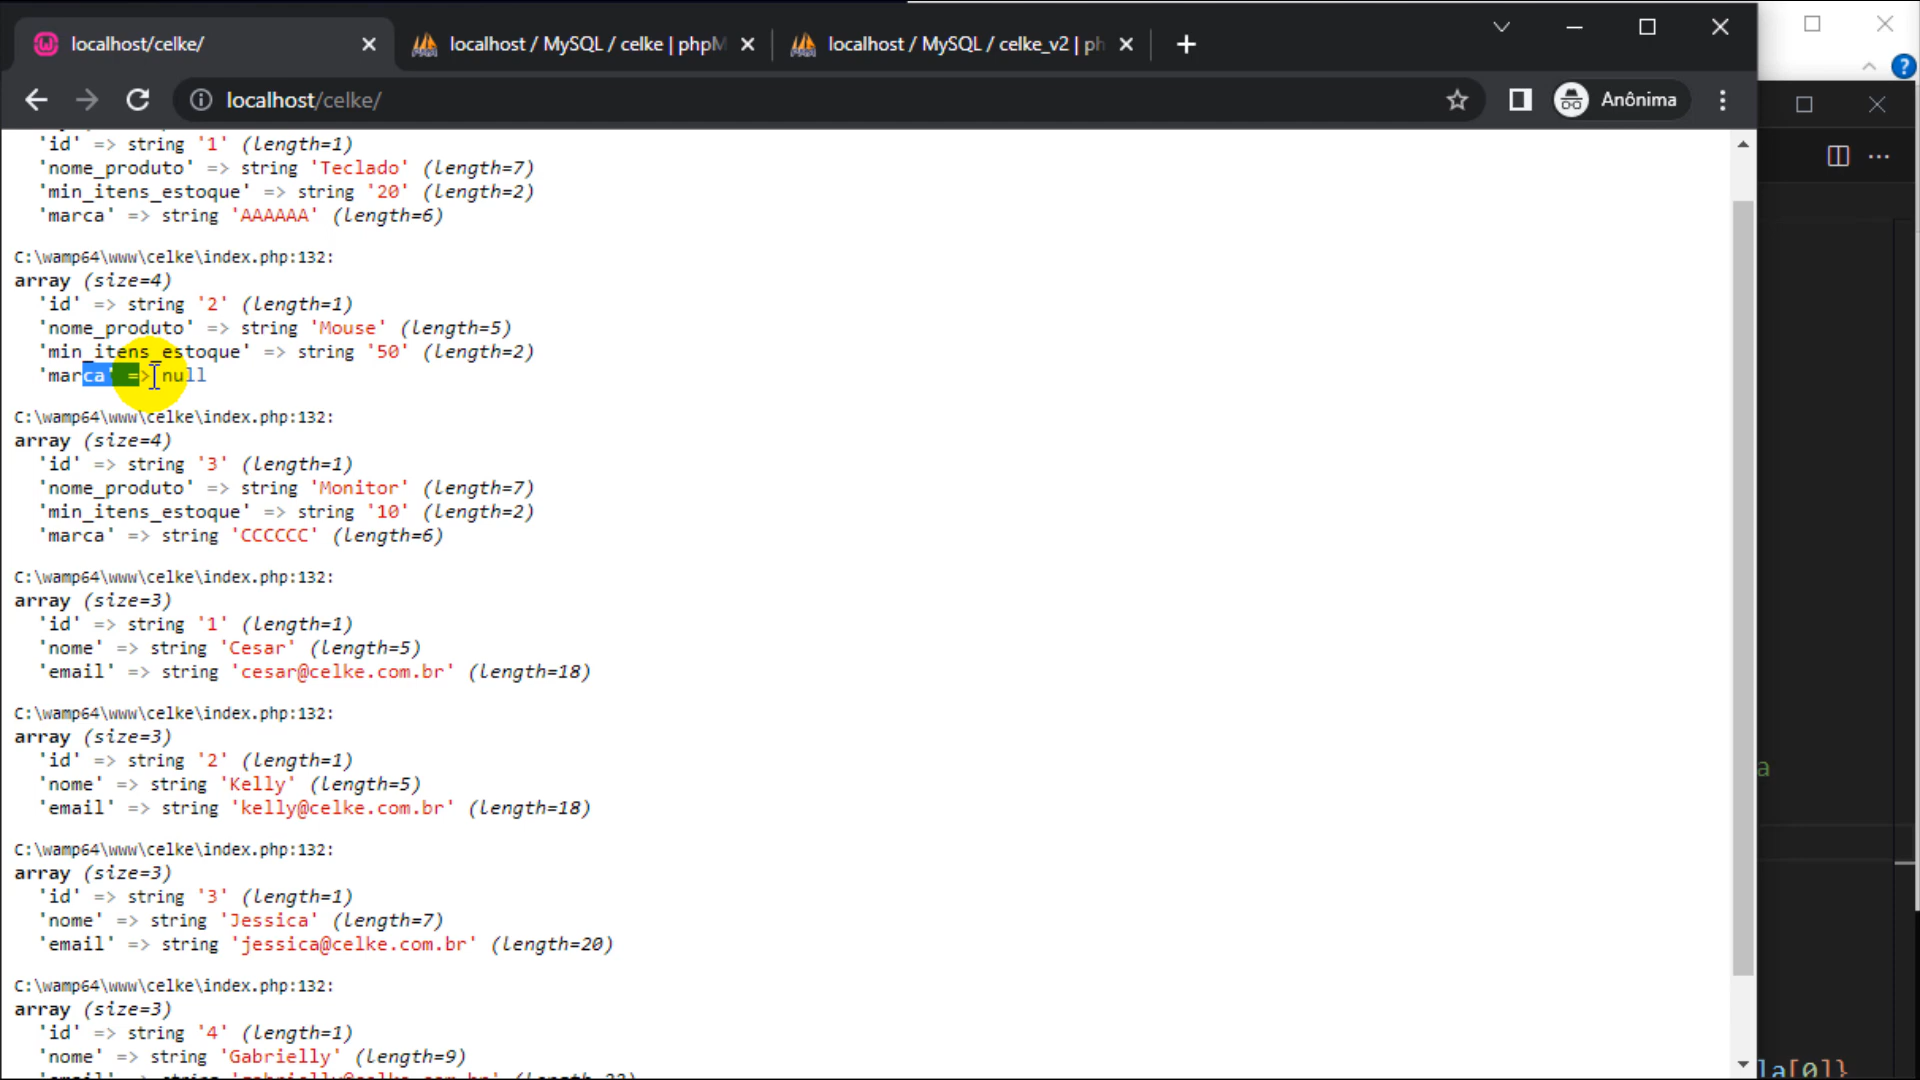 localhost/celke/
localhost / MySQL / celke | phpM
localhost / MySQL / celke_v2 | ph
localhost/celke/
Anônima
'id' => string '1' (length=1)
'nome_produto' => string 'Teclado' (length=7)
'min_itens_estoque' => string '20' (length=2)
'marca' => string 'AAAAAA' (length=6)
C:\wamp64\www\celke\index.php:132:
array (size=4)
'id' => string '2' (length=1)
'nome_produto' => string 'Mouse' (length=5)
'min_itens_estoque' => string '50' (length=2)
'marca' => null
C:\wamp64\www\celke\index.php:132:
array (size=4)
'id' => string '3' (length=1)
'nome_produto' => string 'Monitor' (length=7)
'min_itens_estoque' => string '10' (length=2)
'marca' => string 'CCCCCC' (length=6)
C:\wamp64\www\celke\index.php:132:
array (size=3)
'id' => string '1' (length=1)
'nome' => string 'Cesar' (length=5)
'email' => string 'cesar@celke.com.br' (length=18)
C:\wamp64\www\celke\index.php:132:
array (size=3)
'id' => string '2' (length=1)
'nome' => string 'Kelly' (length=5)
'email' => string 'kelly@celke.com.br' (length=18)
a
C:\wamp64\www\celke\index.php:132:
array (size=3)
'id' => string '3' (length=1)
'nome' => string 'Jessica' (length=7)
'email' => string 'jessica@celke.com.br' (length=20)
C:\wamp64\www\celke\index.php:132:
array (size=3)
'id' => string '4' (length=1)
'nome' => string 'Gabrielly' (length=9)
la[0]}